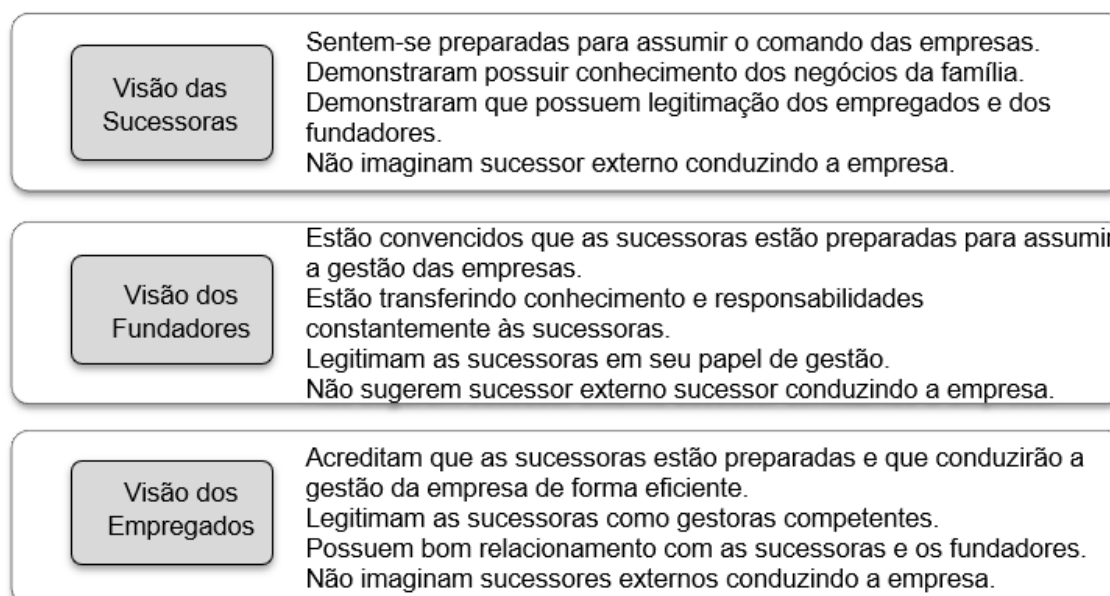 Visão das
Sucessoras
Sentem-se preparadas para assumir o comando das empresas.
Demonstraram possuir conhecimento dos negócios da família.
Demonstraram que possuem legitimação dos empregados e dos
fundadores.
Não imaginam sucessor externo conduzindo a empresa.
Visão dos
Fundadores
Estão convencidos que as sucessoras estão preparadas para assumir
a gestão das empresas.
Estão transferindo conhecimento e responsabilidades
constantemente às sucessoras.
Legitimam as sucessoras em seu papel de gestão.
Não sugerem sucessor externo sucessor conduzindo a empresa.
Visão dos
Empregados
Acreditam que as sucessoras estão preparadas e que conduzirão a
gestão da empresa de forma eficiente.
Legitimam as sucessoras como gestoras competentes.
Possuem bom relacionamento com as sucessoras e os fundadores.
Não imaginam sucessores externos conduzindo a empresa.